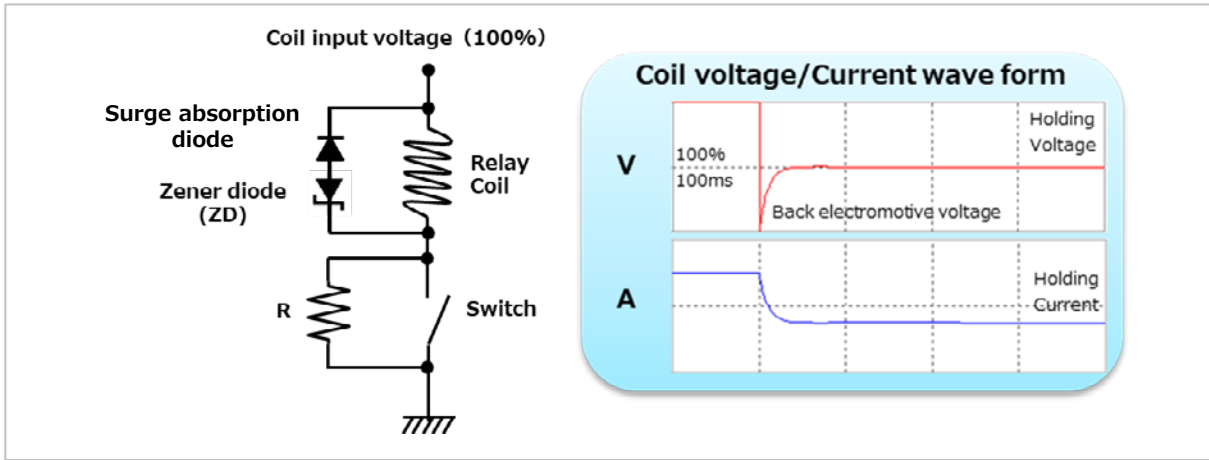 Coil input voltage（100%）
Surge absorption
diode
Zener diode
(ZD)
Relay
Coil
R
Switch
Coil voltage/Current wave form
V
100%
100ms
Holding
Voltage
Back electromotive voltage
A
Holding
Current